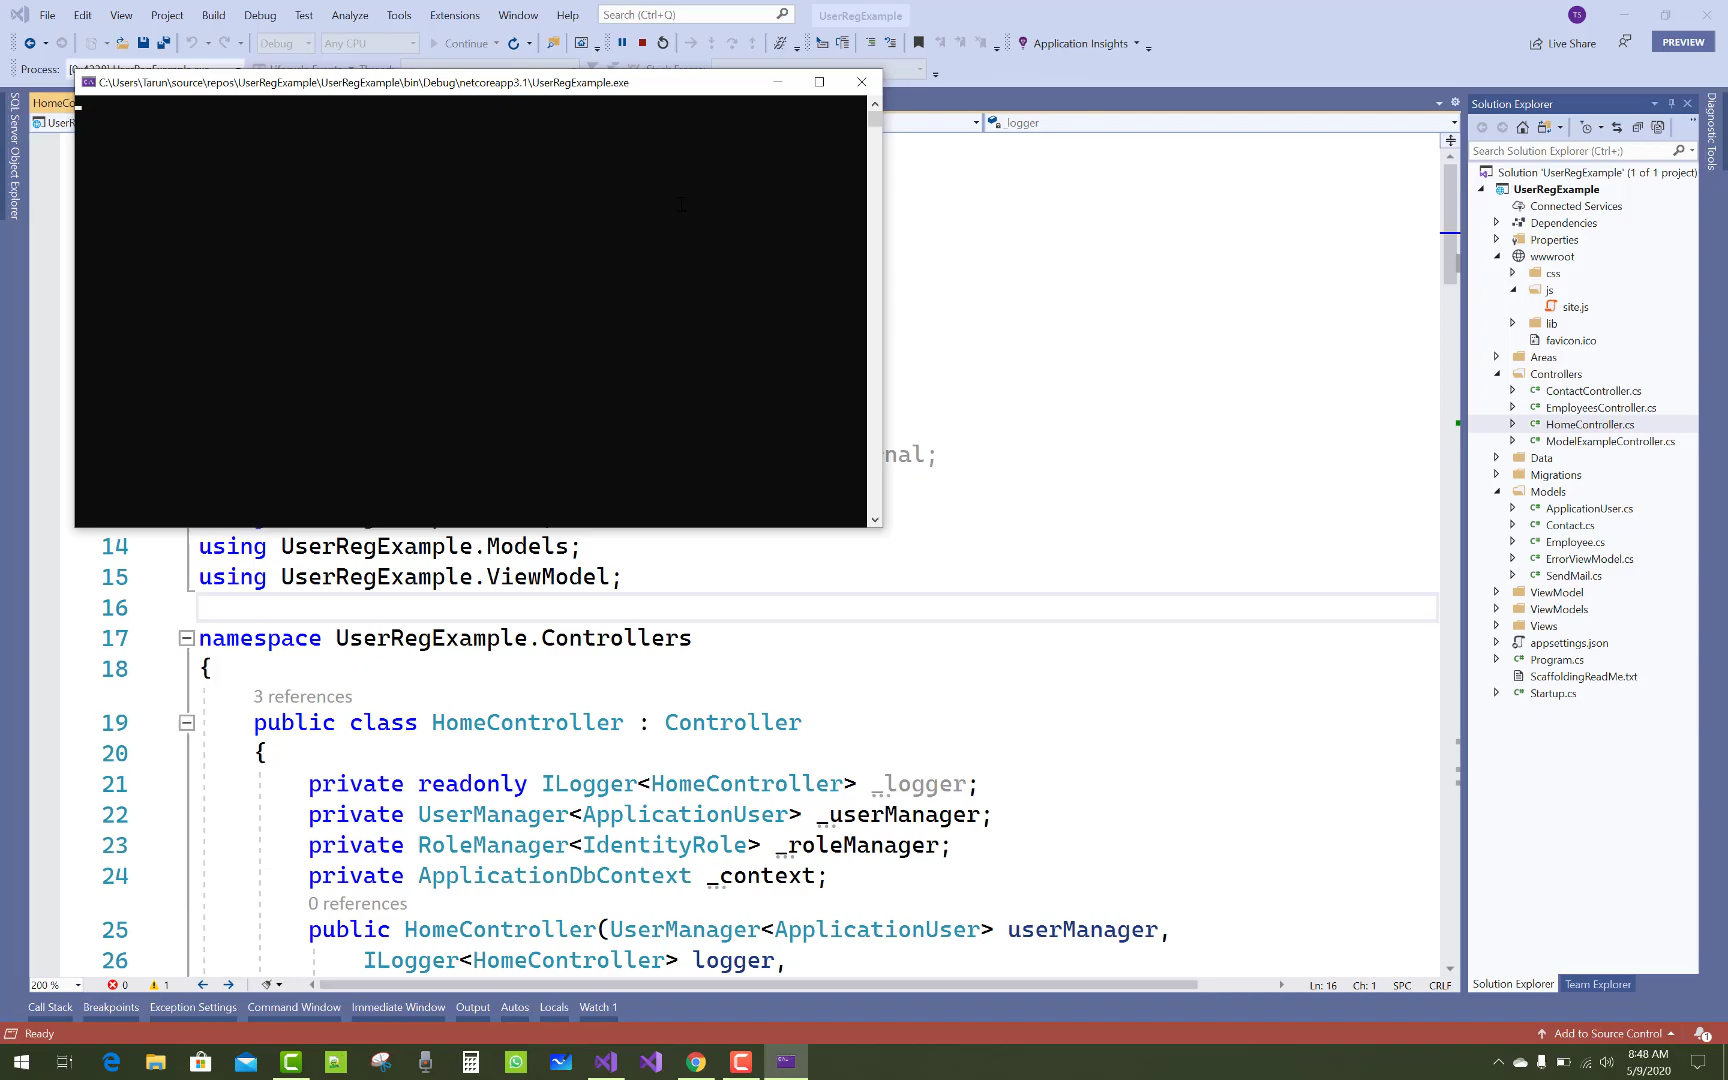 File Edit View Project Build Debug Test Analyze Tools Extensions Window Help Search (Ctrl+Q) UserRegExample TS
Debug Any CPU Continue Application Insights Live Share PREVIEW
Process:
C:\Users\Tarun\source\repos\UserRegExample\UserRegExample\bin\Debug\netcoreapp3.1\UserRegExample.exe
HomeCo
UserR
_logger
SQL Server Object Explorer
nal;
14 using UserRegExample.Models;
15 using UserRegExample.ViewModel;
16
17 namespace UserRegExample.Controllers
18 {
3 references
19 public class HomeController : Controller
20 {
21 private readonly ILogger<HomeController> _logger;
22 private UserManager<ApplicationUser> _userManager;
23 private RoleManager<IdentityRole> _roleManager;
24 private ApplicationDbContext _context;
0 references
25 public HomeController(UserManager<ApplicationUser> userManager,
26 ILogger<HomeController> logger,
200 % 0 1 Ln: 16 Ch: 1 SPC CRLF
Call Stack Breakpoints Exception Settings Command Window Immediate Window Output Autos Locals Watch 1
Solution Explorer
Search Solution Explorer (Ctrl+;)
Solution 'UserRegExample' (1 of 1 project)
UserRegExample
Connected Services
Dependencies
Properties
wwwroot
css
js
site.js
lib
favicon.ico
Areas
Controllers
ContactController.cs
EmployeesController.cs
HomeController.cs
ModelExampleController.cs
Data
Migrations
Models
ApplicationUser.cs
Contact.cs
Employee.cs
ErrorViewModel.cs
SendMail.cs
ViewModel
ViewModels
Views
appsettings.json
Program.cs
ScaffoldingReadMe.txt
Startup.cs
Solution Explorer Team Explorer
Diagnostic Tools
Ready Add to Source Control 1
8:48 AM
5/9/2020